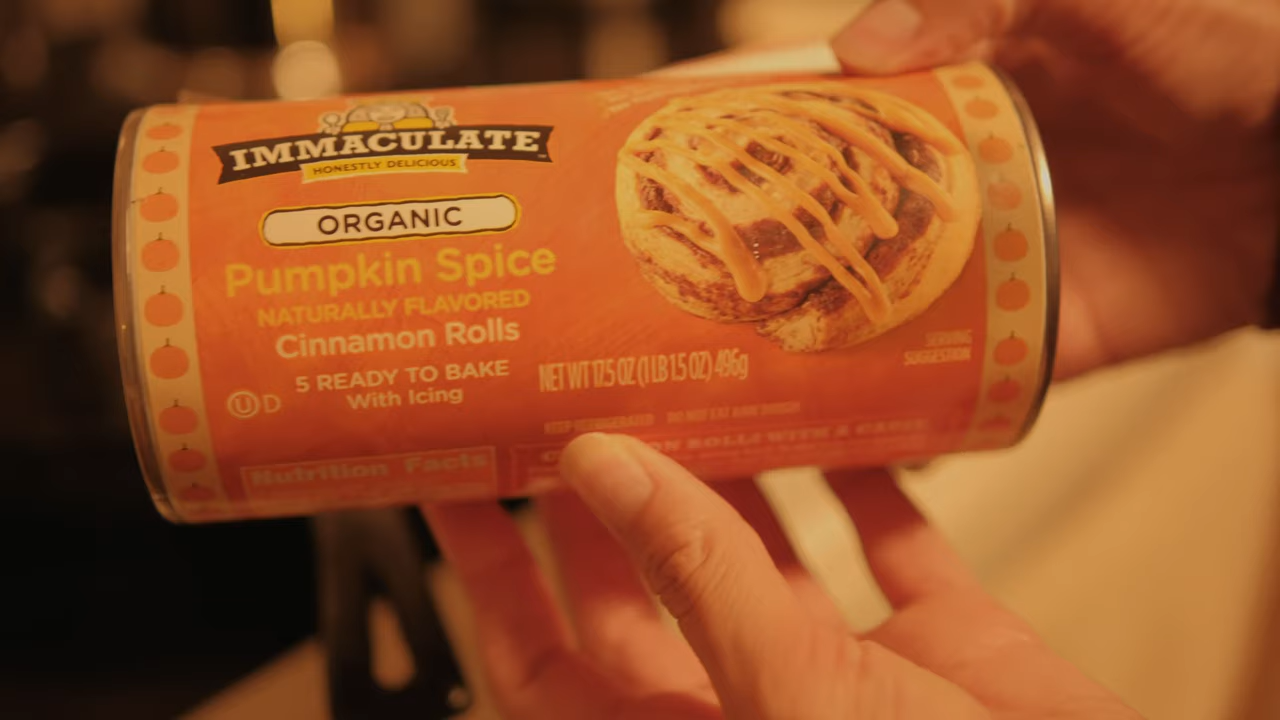 IMMACULATE
HONESTLY DELICIOUS
ORGANIC
Pumpkin Spice
NATURALLY FLAVORED
Cinnamon Rolls
5 READY TO BAKE
With Icing
U D
NET WT 17.5 OZ (1 LB 1.5 OZ) 496g
SERVING
SUGGESTION
KEEP REFRIGERATED DO NOT EAT RAW DOUGH
Nutrition Facts
ROLLS WITH A